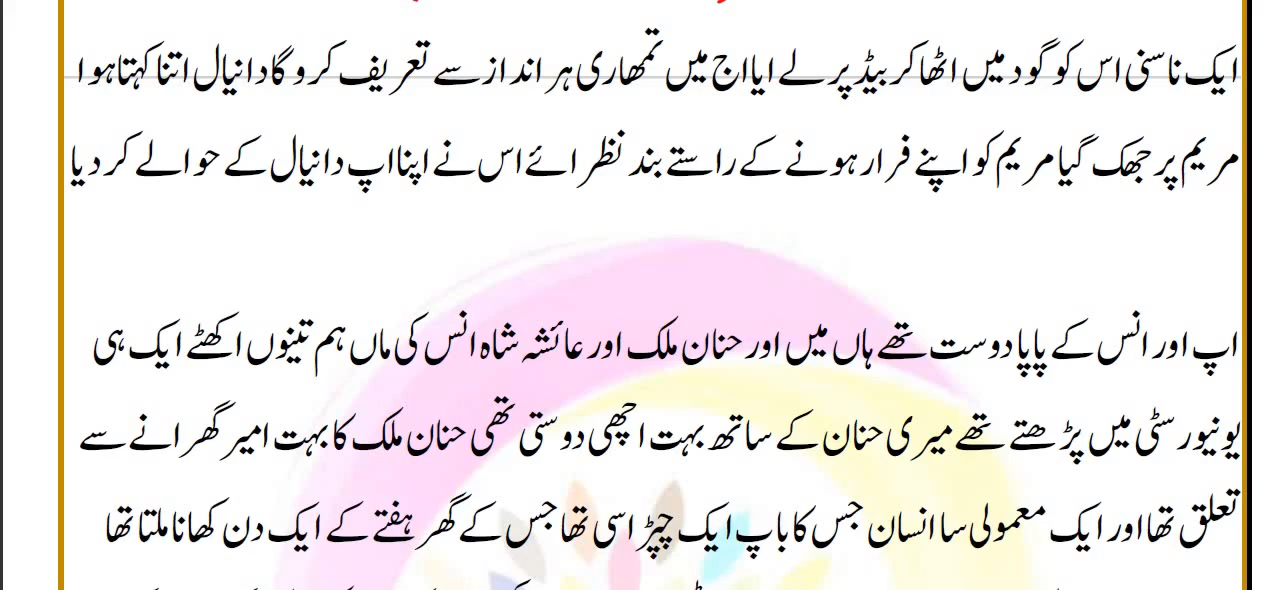 ایک نا سنی اس کو گود میں اٹھا کر بیڈ پر لے ایا اج میں تمھاری ہر انداز سے تعریف کرو گا دانیال اتنا کہتا ہوا
مریم پر جھک گیا مریم کو اپنے فرار ہونے کے راستے بند نظر ائے اس نے اپنا اپ دانیال کے حوالے کر دیا
اپ اور انس کے پاپا دوست تھے ہاں میں اور حنان ملک اور عائشہ شاہ انس کی ماں ہم تینوں اکھٹے ایک ہی
یونیورسٹی میں پڑھتے تھے میری حنان کے ساتھ بہت اچھی دوستی تھی حنان ملک کا بہت امیر گھرانے سے
تعلق تھا اور ایک معمولی سا انسان جس کا باپ ایک چپڑاسی تھا جس کے گھر ہفتے کے ایک دن کھانا ملتا تھا